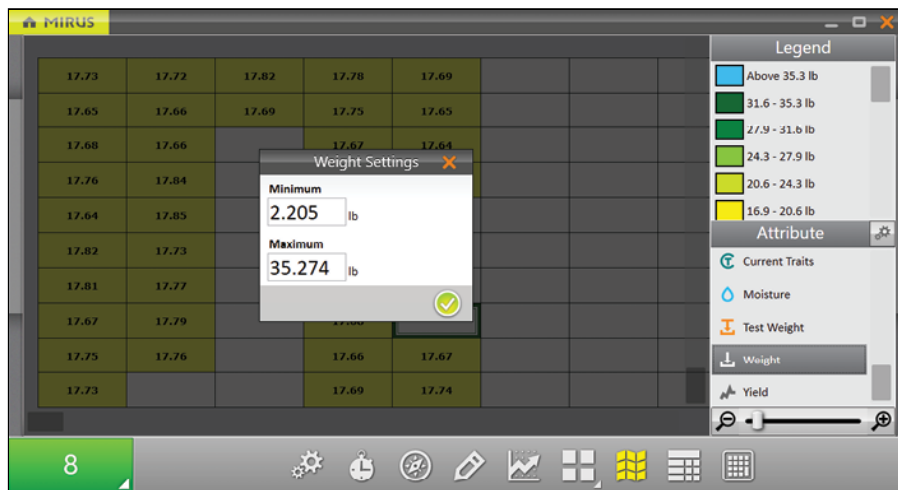 MIRUS
Legend
17.73 17.72 17.82 17.78 17.69
Above 35.3 lb
17.65 17.66 17.69 17.75 17.65
31.6 - 35.3 lb
27.9 - 31.6 lb
17.68 17.66 17.67 17.64
24.3 - 27.9 lb
17.76 17.84
20.6 - 24.3 lb
17.64 17.85
16.9 - 20.6 lb
Weight Settings
Minimum
2.205 lb
Maximum
35.274 lb
Attribute
17.82 17.73
Current Traits
17.81 17.77
Moisture
17.67 17.79
Test Weight
17.75 17.76 17.66 17.67
Weight
17.73 17.69 17.74
Yield
8